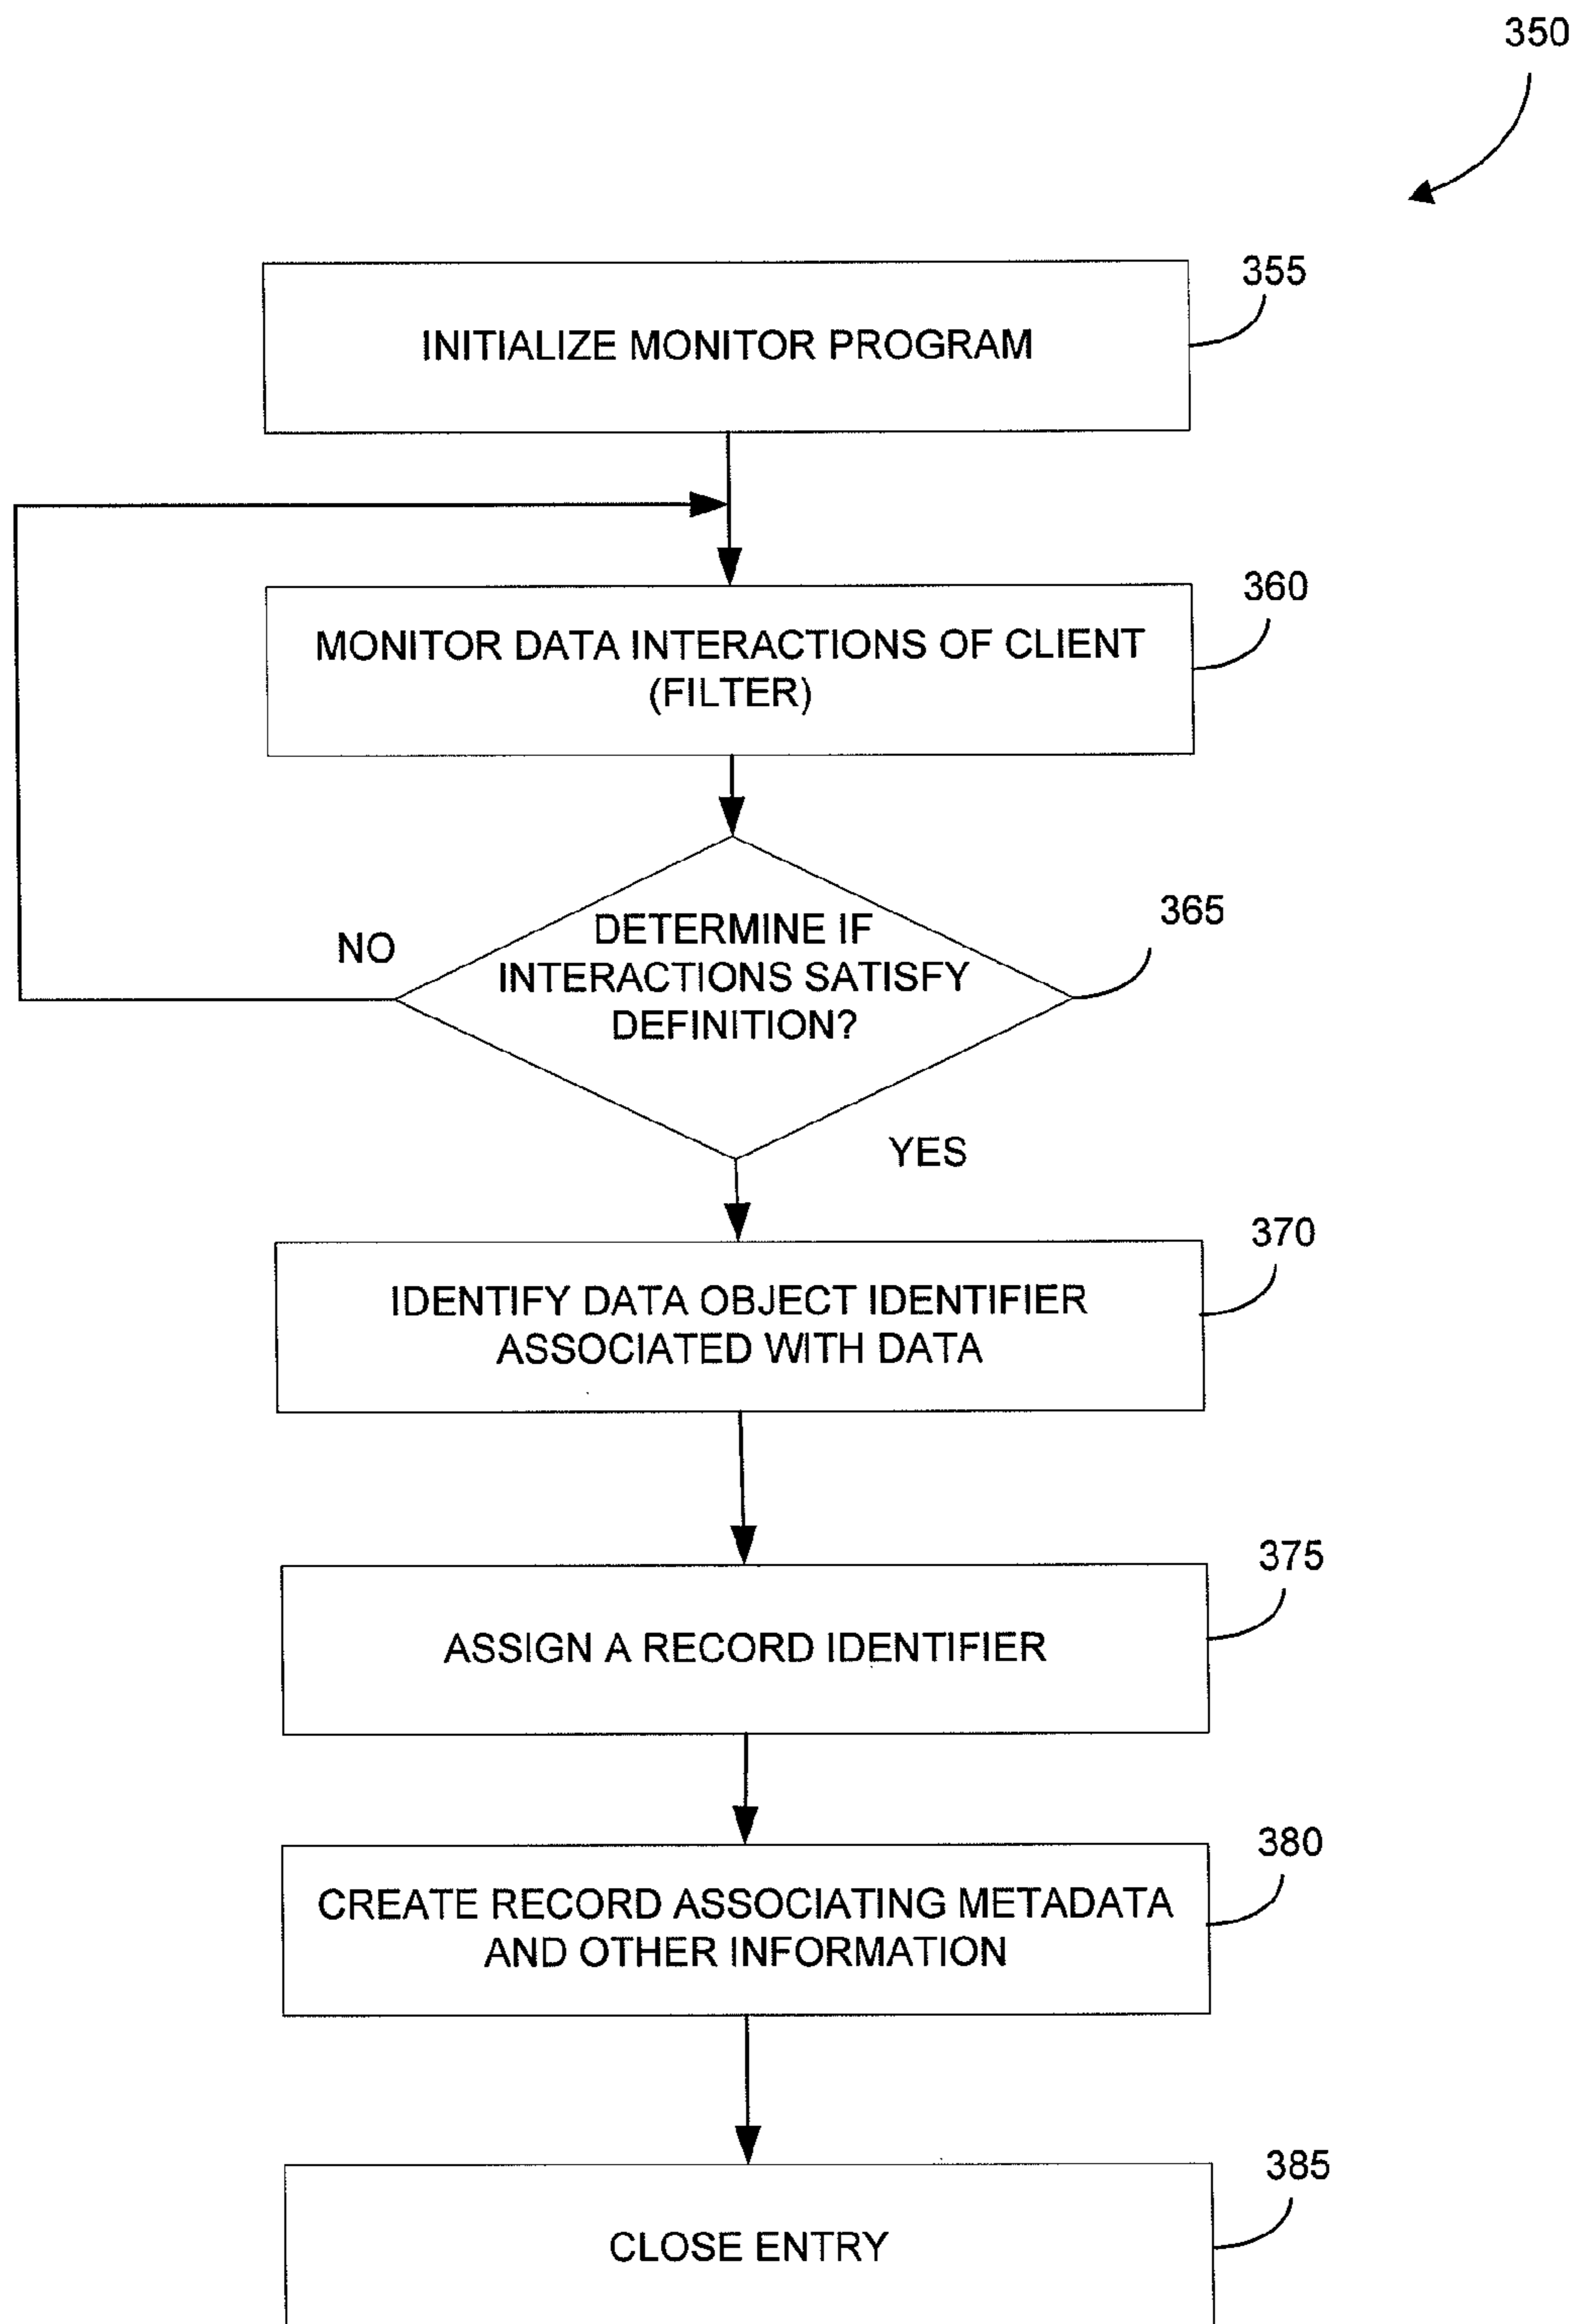 350
355
INITIALIZE MONITOR PROGRAM
360
MONITOR DATA INTERACTIONS OF CLIENT
(FILTER)
365
NO
DETERMINE IF
INTERACTIONS SATISFY
DEFINITION?
YES
370
IDENTIFY DATA OBJECT IDENTIFIER
ASSOCIATED WITH DATA
375
ASSIGN A RECORD IDENTIFIER
380
CREATE RECORD ASSOCIATING METADATA
AND OTHER INFORMATION
385
CLOSE ENTRY